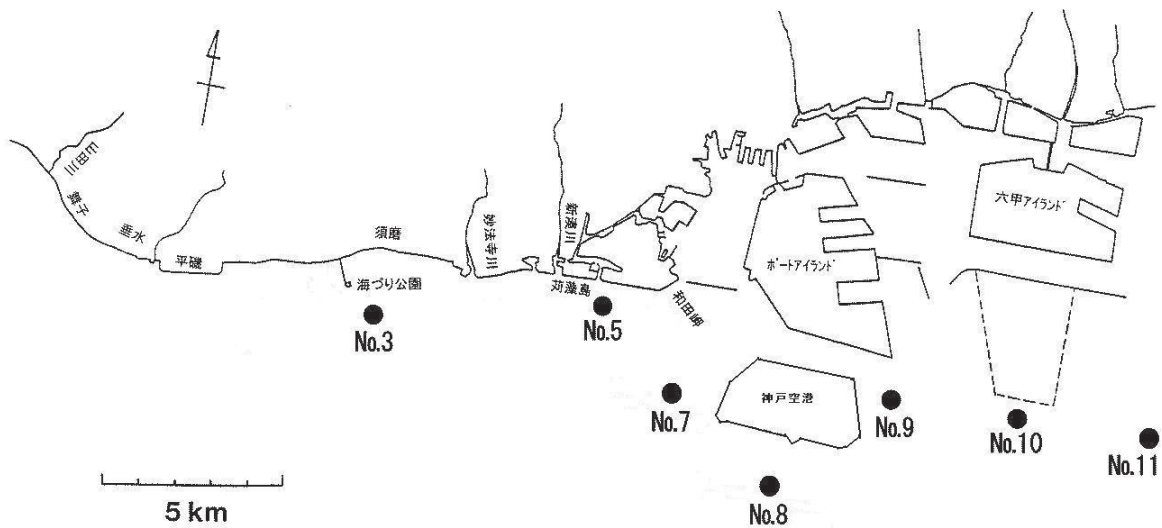 山田川
舞子
垂水
平磯
須磨
海づり公園
妙法寺川
新湊川
苅藻島
和田岬
ポートアイランド
六甲アイランド
神戸空港
No.3
No.5
No.7
No.8
No.9
No.10
No.11
5 km